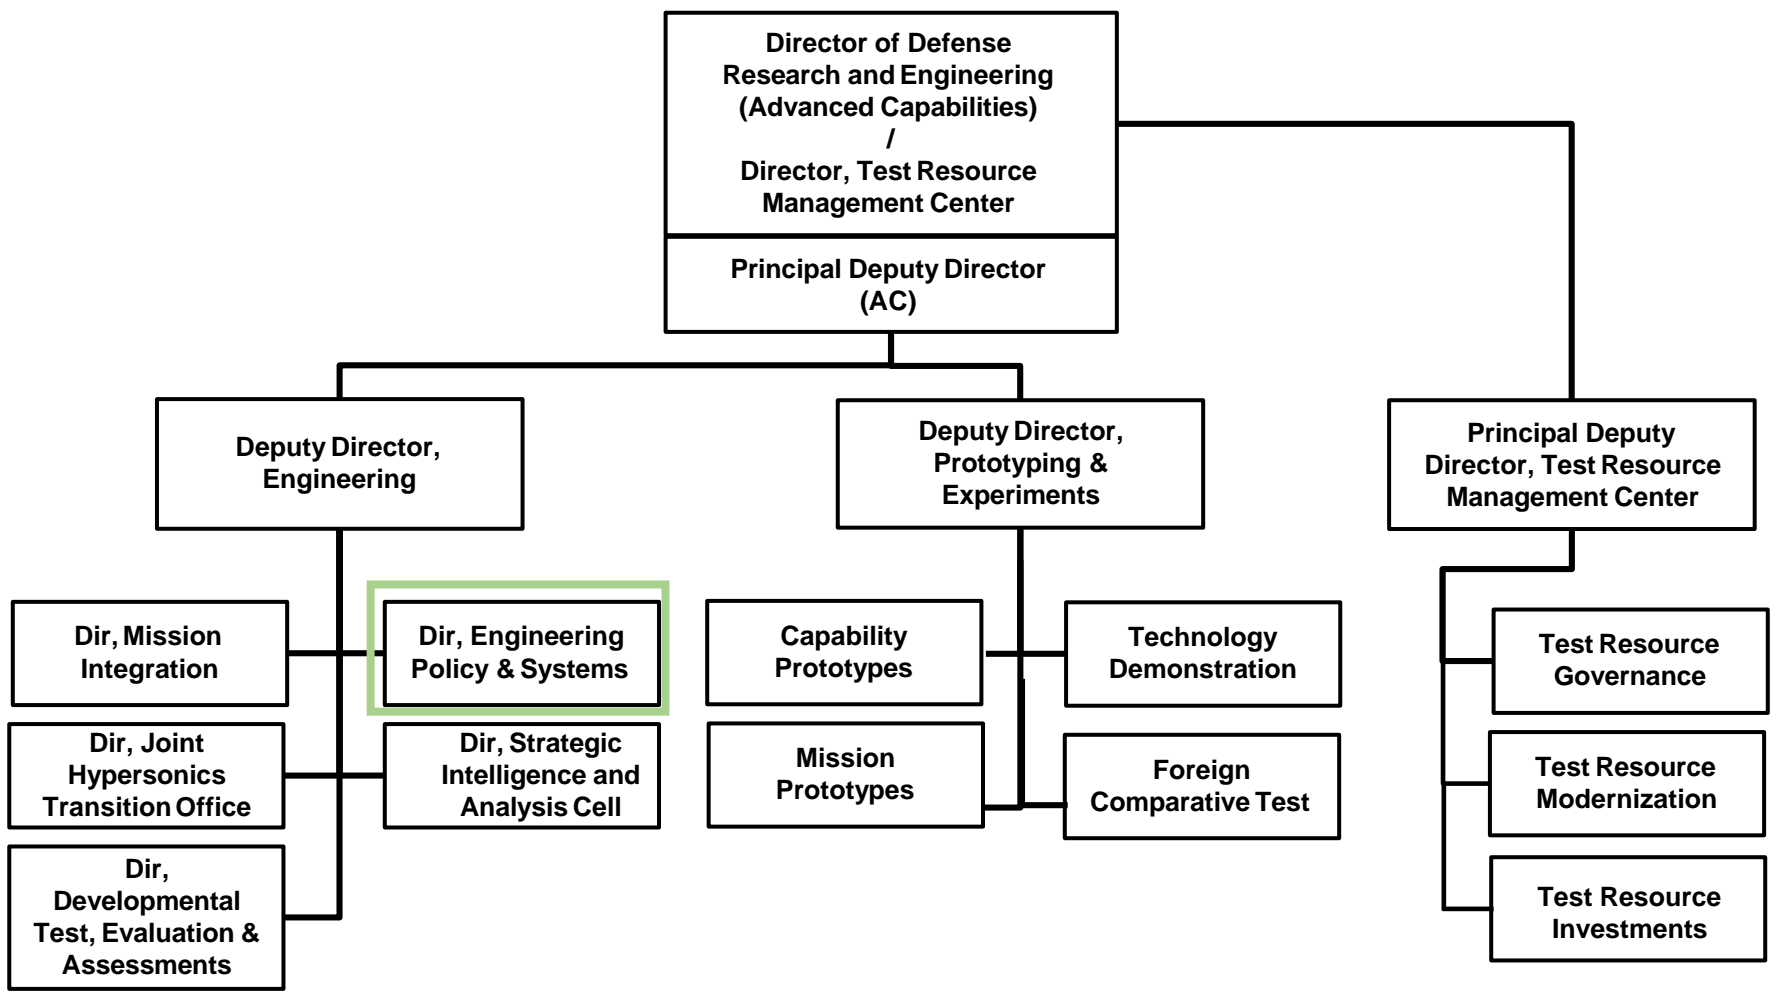 Director of Defense
Research and Engineering
(Advanced Capabilities)
/
Director, Test Resource
Management Center
Principal Deputy Director
(AC)
Deputy Director,
Engineering
Deputy Director,
Prototyping &
Experiments
Principal Deputy
Director, Test Resource
Management Center
Dir, Mission
Integration
Dir, Engineering
Policy & Systems
Dir, Joint
Hypersonics
Transition Office
Dir, Strategic
Intelligence and
Analysis Cell
Dir,
Developmental
Test, Evaluation &
Assessments
Capability
Prototypes
Technology
Demonstration
Mission
Prototypes
Foreign
Comparative Test
Test Resource
Governance
Test Resource
Modernization
Test Resource
Investments